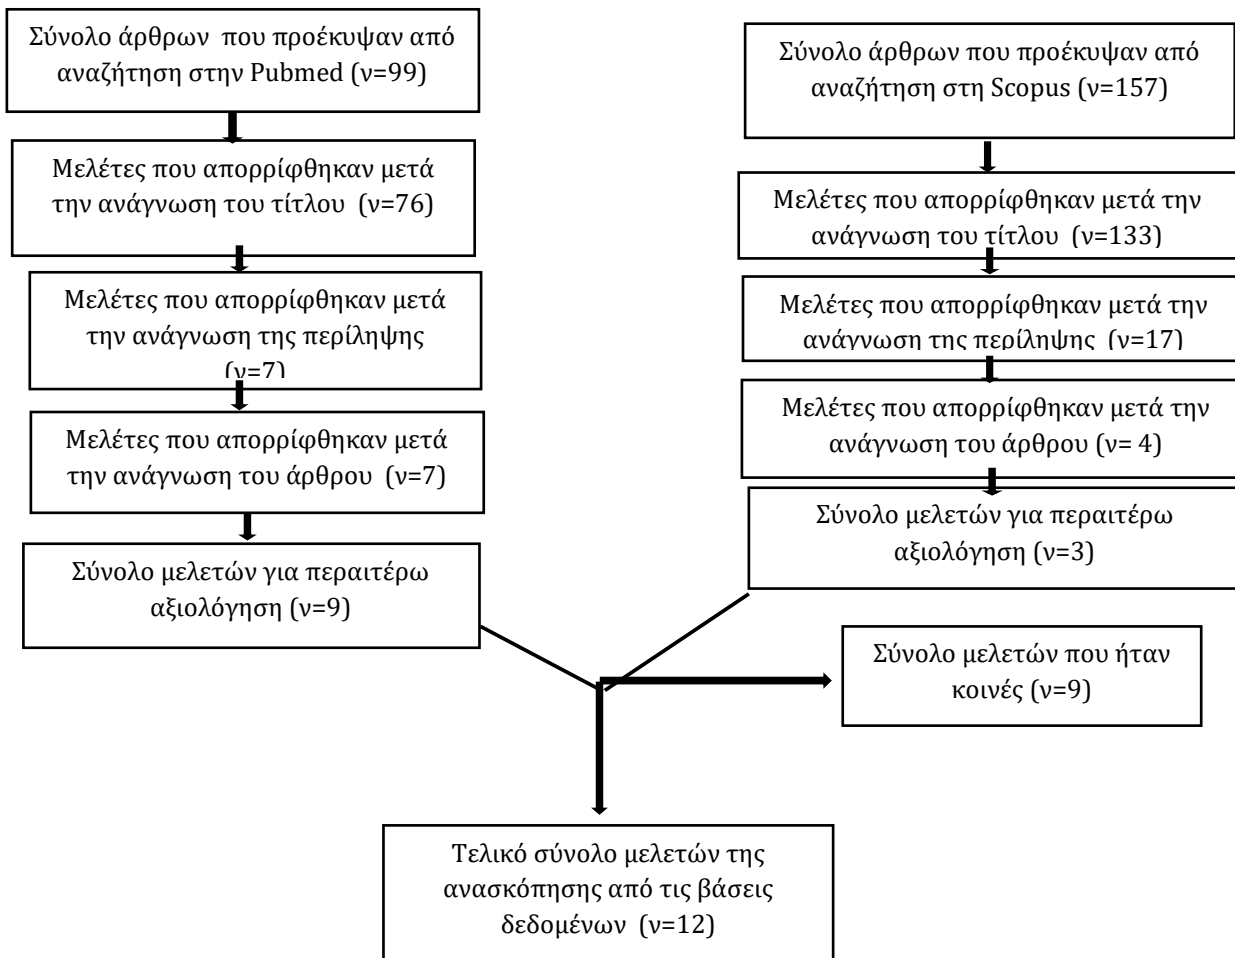 Σύνολο άρθρων που προέκυψαν από
αναζήτηση στην Pubmed (ν=99)
Μελέτες που απορρίφθηκαν μετά
την ανάγνωση του τίτλου (ν=76)
Μελέτες που απορρίφθηκαν μετά
την ανάγνωση της περίληψης
(ν=7)
Μελέτες που απορρίφθηκαν μετά
την ανάγνωση του άρθρου (ν=7)
Σύνολο μελετών για περαιτέρω
αξιολόγηση (ν=9)
Σύνολο άρθρων που προέκυψαν από
αναζήτηση στη Scopus (ν=157)
Μελέτες που απορρίφθηκαν μετά την
ανάγνωση του τίτλου (ν=133)
Μελέτες που απορρίφθηκαν μετά την
ανάγνωση της περίληψης (ν=17)
Μελέτες που απορρίφθηκαν μετά την
ανάγνωση του άρθρου (ν= 4)
Σύνολο μελετών για περαιτέρω
αξιολόγηση (ν=3)
Σύνολο μελετών που ήταν
κοινές (ν=9)
Τελικό σύνολο μελετών της
ανασκόπησης από τις βάσεις
δεδομένων (ν=12)